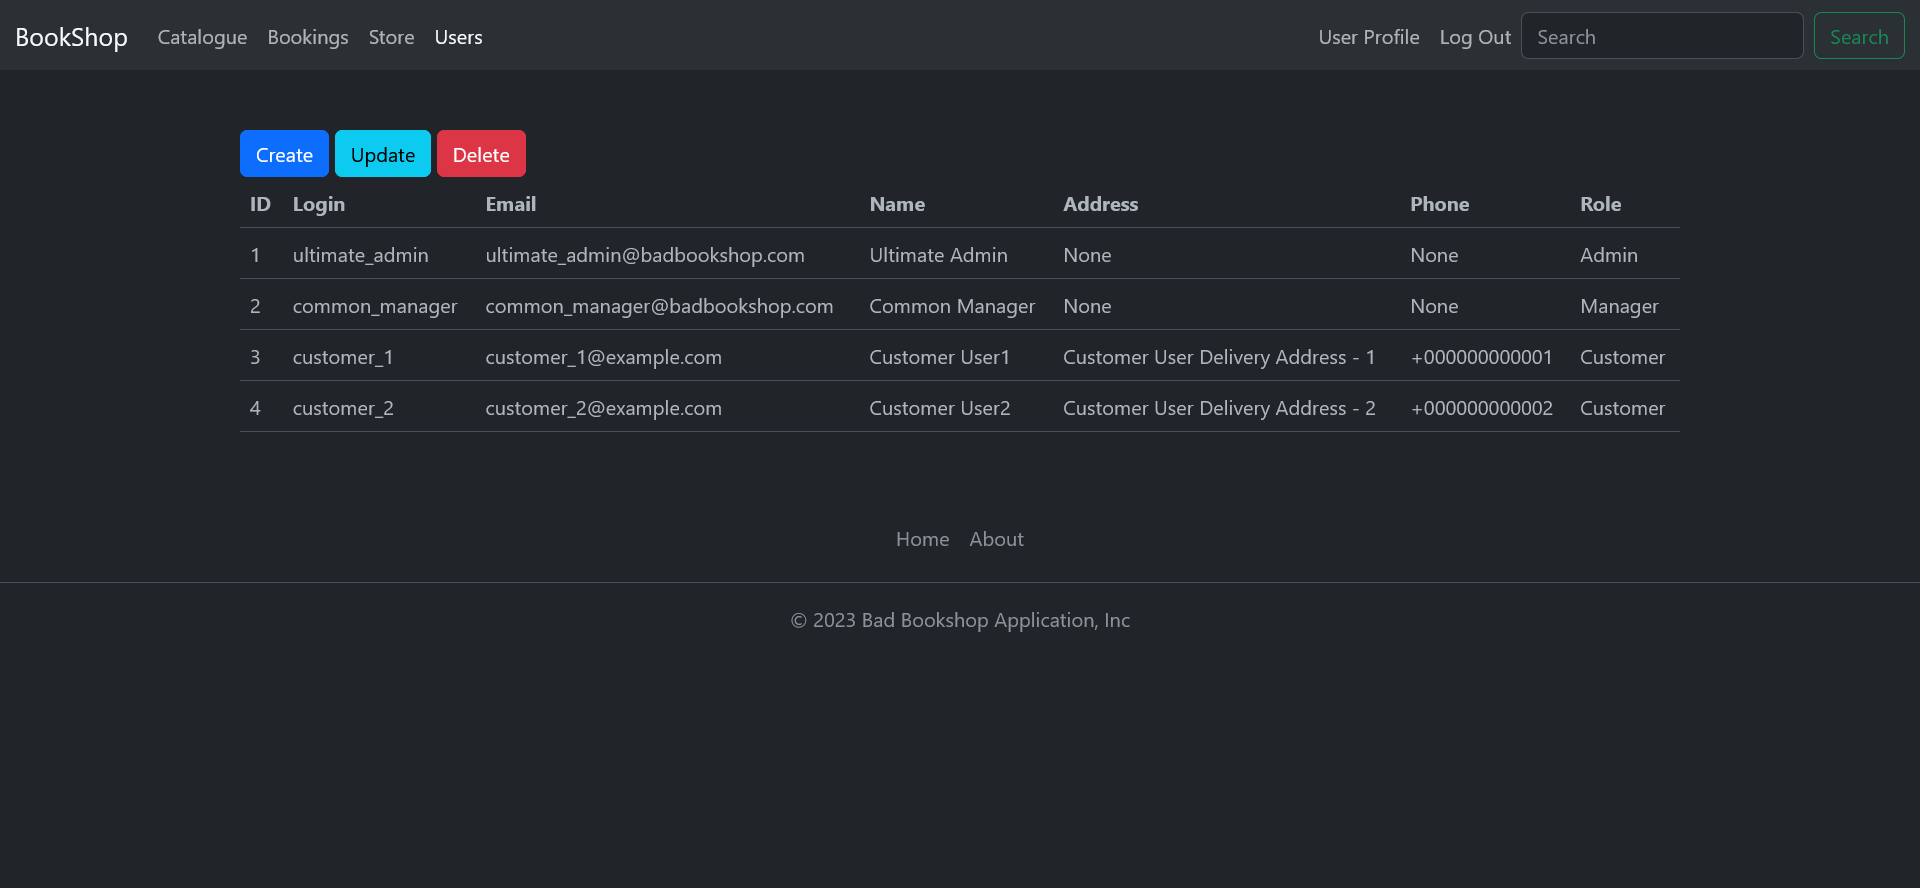 BookShop Catalogue Bookings Store Users User Profile Log Out Search Search
Create Update Delete
ID Login Email Name Address Phone Role
1 ultimate_admin ultimate_admin@badbookshop.com Ultimate Admin None None Admin
2 common_manager common_manager@badbookshop.com Common Manager None None Manager
3 customer_1 customer_1@example.com Customer User1 Customer User Delivery Address - 1 +000000000001 Customer
4 customer_2 customer_2@example.com Customer User2 Customer User Delivery Address - 2 +000000000002 Customer
Home About
© 2023 Bad Bookshop Application, Inc